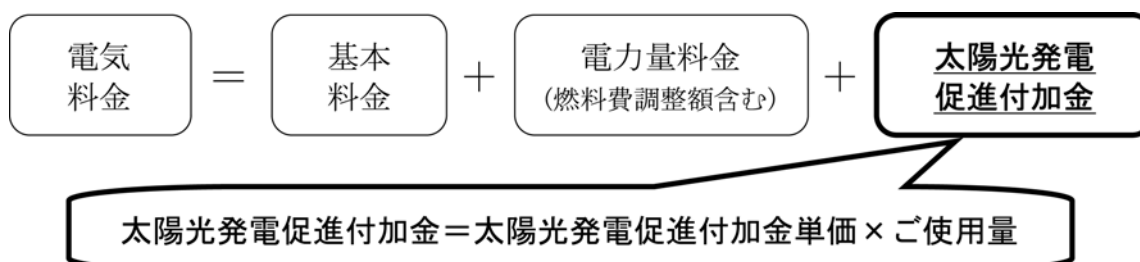 電気
料金
=
基本
料金
+
電力量料金
(燃料費調整額含む)
+
太陽光発電
促進付加金
太陽光発電促進付加金=太陽光発電促進付加金単価×ご使用量